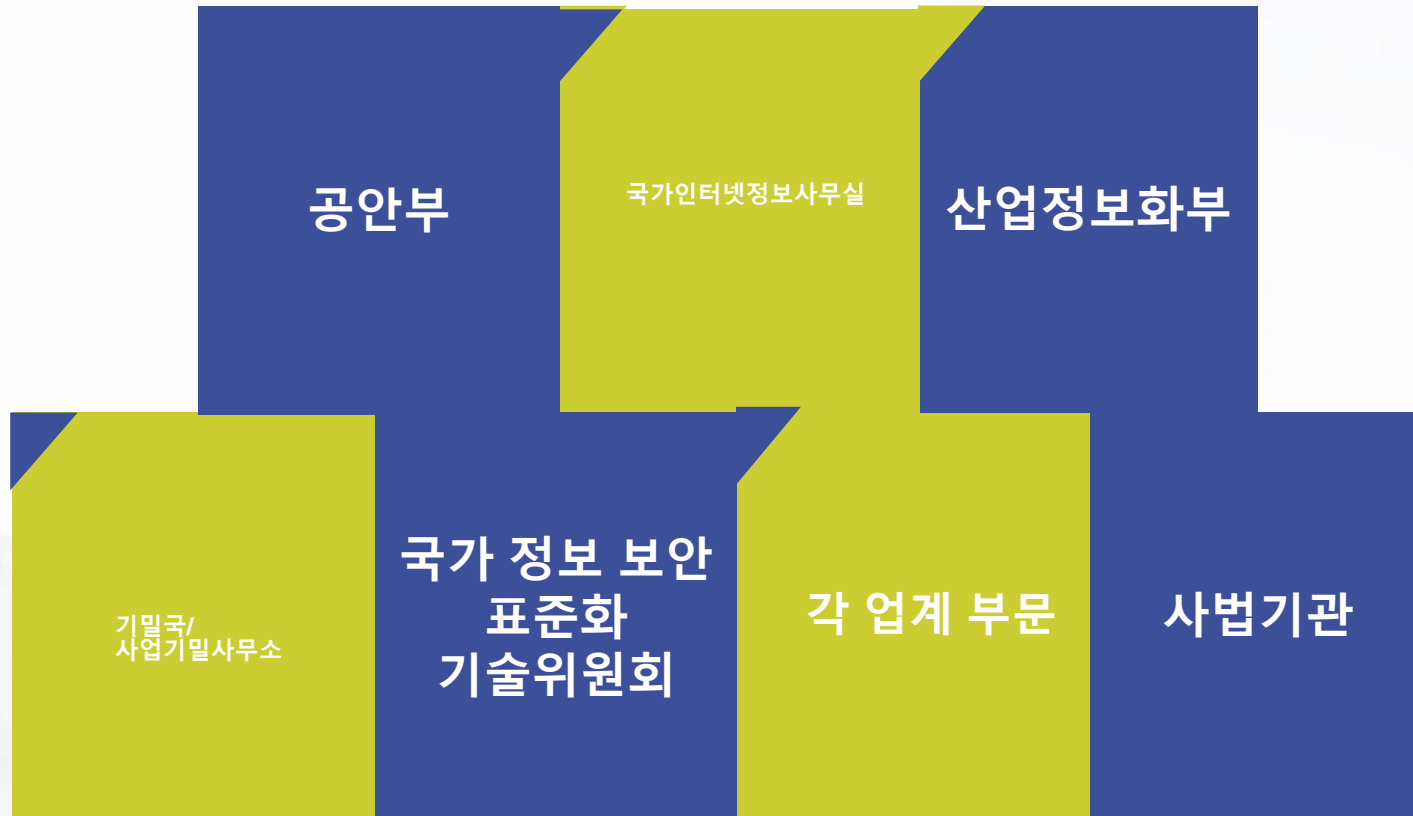 공안부
국가인터넷정보사무실
산업정보화부
기밀국/
사업기밀사무소
국가 정보 보안
표준화
기술위원회
각 업계 부문
사법기관